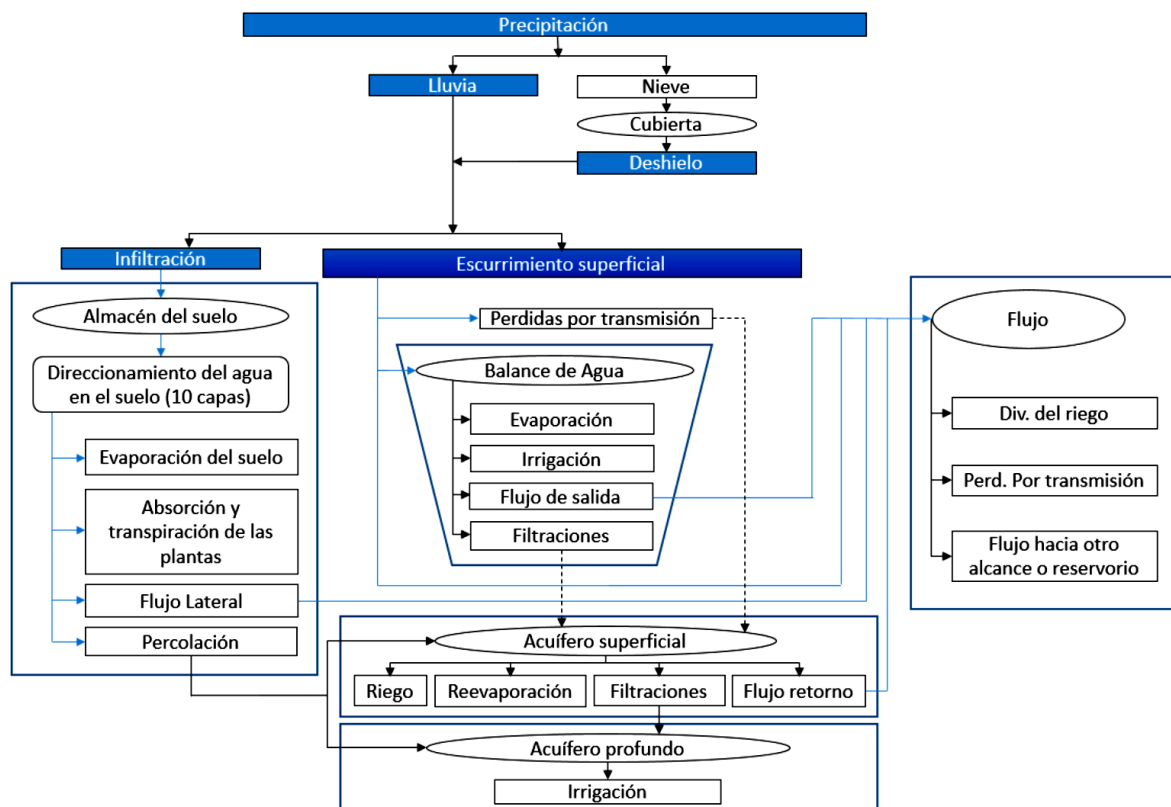 Precipitación
Lluvia
Nieve
Cubierta
Deshielo
Infiltración
Escurrimiento superficial
Almacén del suelo
Direccionamiento del agua
en el suelo (10 capas)
Evaporación del suelo
Absorción y
transpiración de las
plantas
Flujo Lateral
Percolación
Perdidas por transmisión
Balance de Agua
Evaporación
Irrigación
Flujo de salida
Filtraciones
Flujo
Div. del riego
Perd. Por transmisión
Flujo hacia otro
alcance o reservorio
Acuífero superficial
Riego
Reevaporación
Filtraciones
Flujo retorno
Acuífero profundo
Irrigación